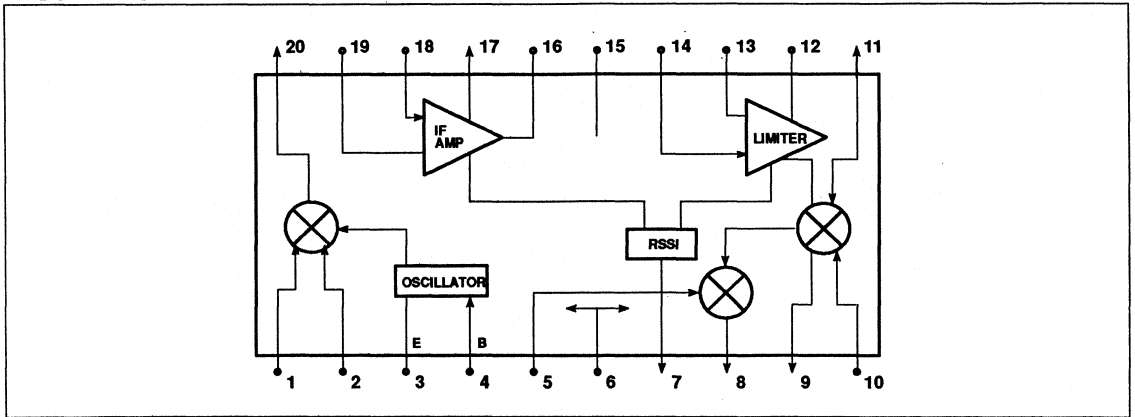 20 19 18 17 16 15 14 13 12 11
IF
AMP
LIMITER
RSSI
OSCILLATOR
E B
1 2 3 4 5 6 7 8 9 10